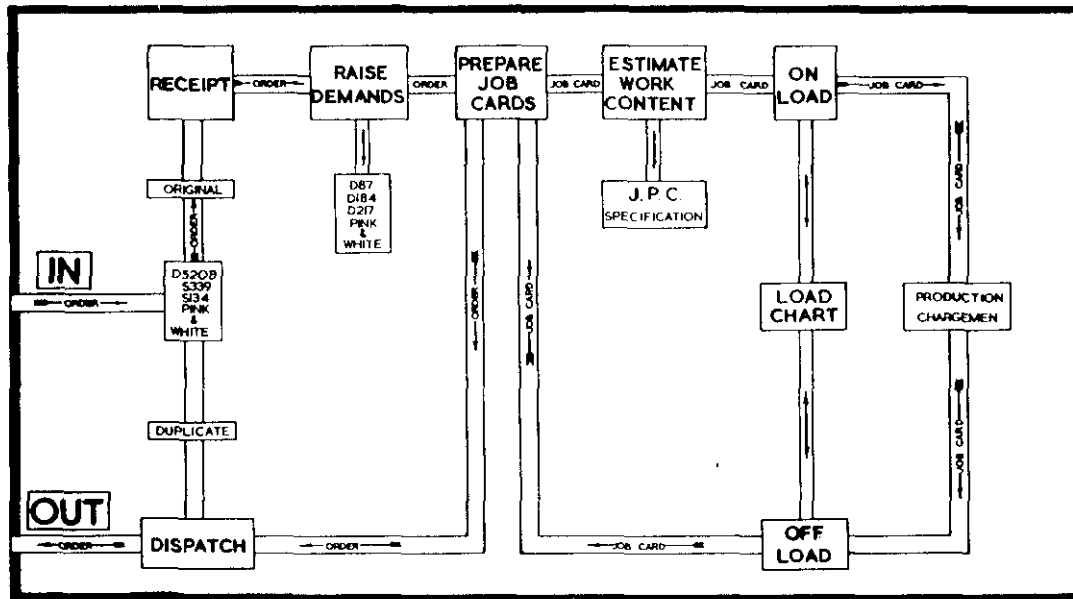 RECEIPT
ORDER
RAISE
DEMANDS
ORDER
PREPARE
JOB
CARDS
JOB CARD
ESTIMATE
WORK
CONTENT
JOB CARD
ON
LOAD
JOB CARD
ORIGINAL
ORDER
D87
D184
D217
PINK
&
WHITE
J.P.C.
SPECIFICATION
JOB CARD
IN
ORDER
D520B
S339
S134
PINK
&
WHITE
ORDER
JOB CARD
LOAD
CHART
PRODUCTION
CHARGEMEN
DUPLICATE
JOB CARD
OUT
ORDER
DISPATCH
ORDER
JOB CARD
OFF
LOAD